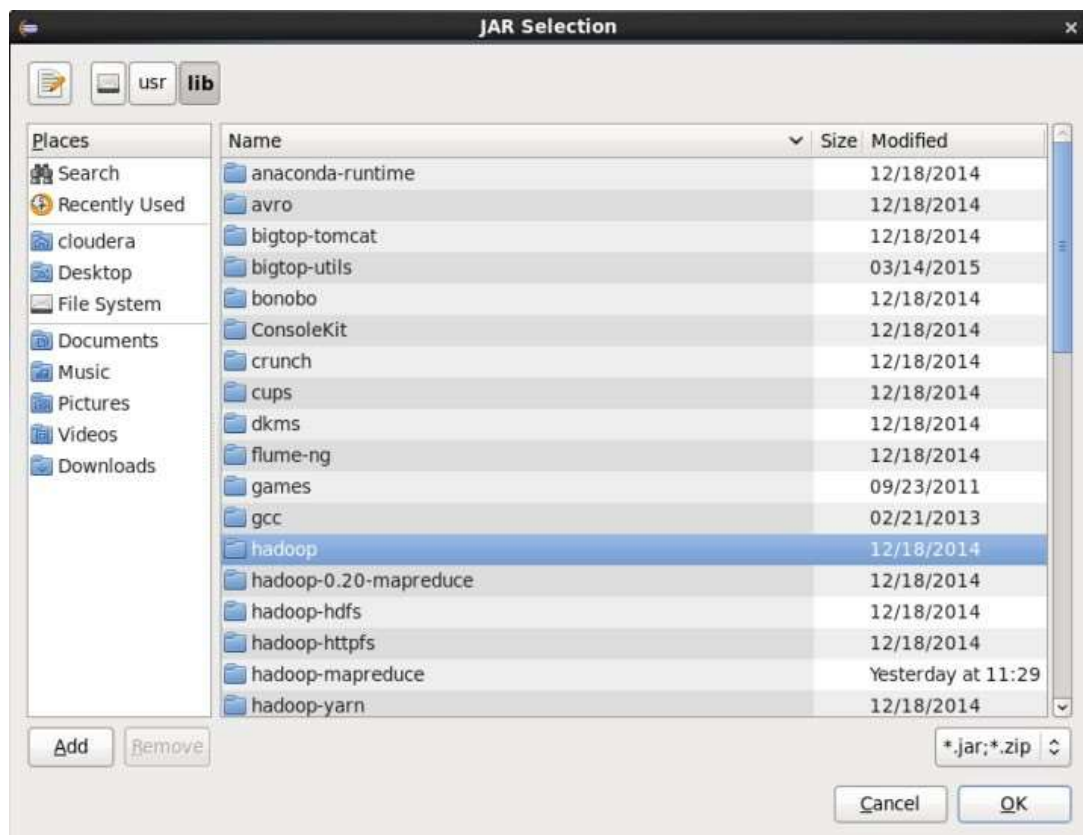 JAR Selection
usr lib
Places Name Size Modified
Search anaconda-runtime 12/18/2014
Recently Used avro 12/18/2014
cloudera bigtop-tomcat 12/18/2014
Desktop bigtop-utils 03/14/2015
File System bonobo 12/18/2014
Documents ConsoleKit 12/18/2014
Music crunch 12/18/2014
Pictures cups 12/18/2014
Videos dkms 12/18/2014
Downloads flume-ng 12/18/2014
games 09/23/2011
gcc 02/21/2013
hadoop 12/18/2014
hadoop-0.20-mapreduce 12/18/2014
hadoop-hdfs 12/18/2014
hadoop-httpfs 12/18/2014
hadoop-mapreduce Yesterday at 11:29
hadoop-yarn 12/18/2014
Add Remove *.jar;*.zip
Cancel OK